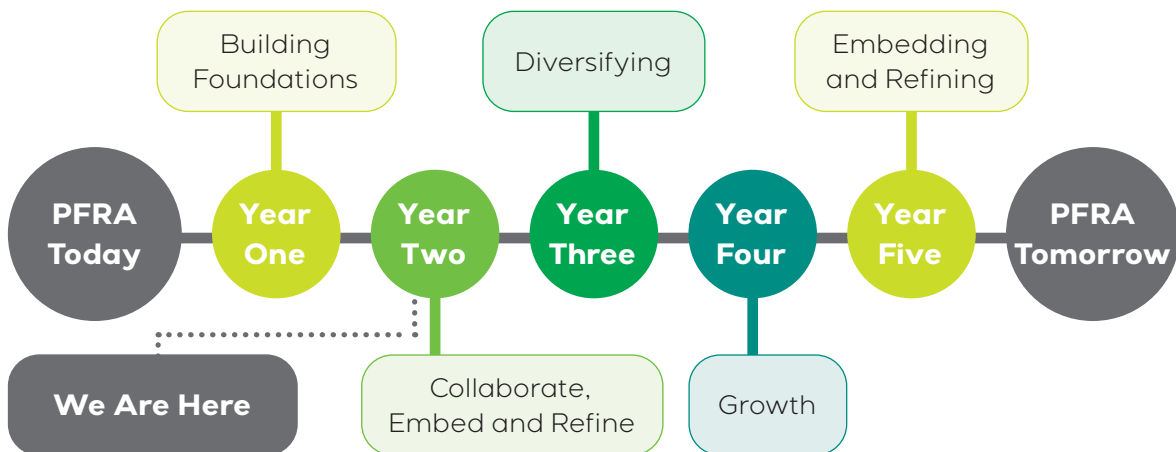 Building
Foundations
Diversifying
Embedding
and Refining
PFRA
Today
Year
One
Year
Two
Year
Three
Year
Four
Year
Five
PFRA
Tomorrow
We Are Here
Collaborate,
Embed and Refine
Growth